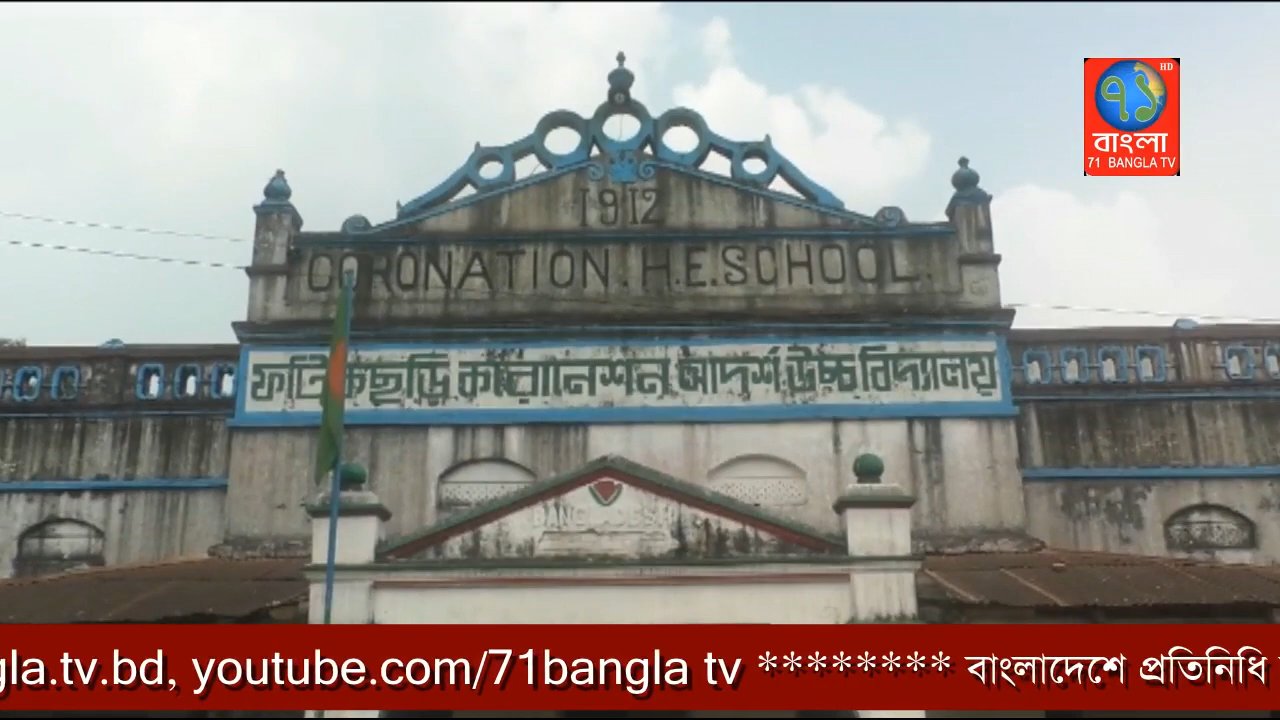 HD
৭১
বাংলা
71 BANGLA TV
1912
CORONATION.H.E.SCHOOL.
ফটিকছড়ি করোনেশন আদর্শ উচ্চ বিদ্যালয়
gla.tv.bd, youtube.com/71bangla tv ******** বাংলাদেশে প্রতিনিধি